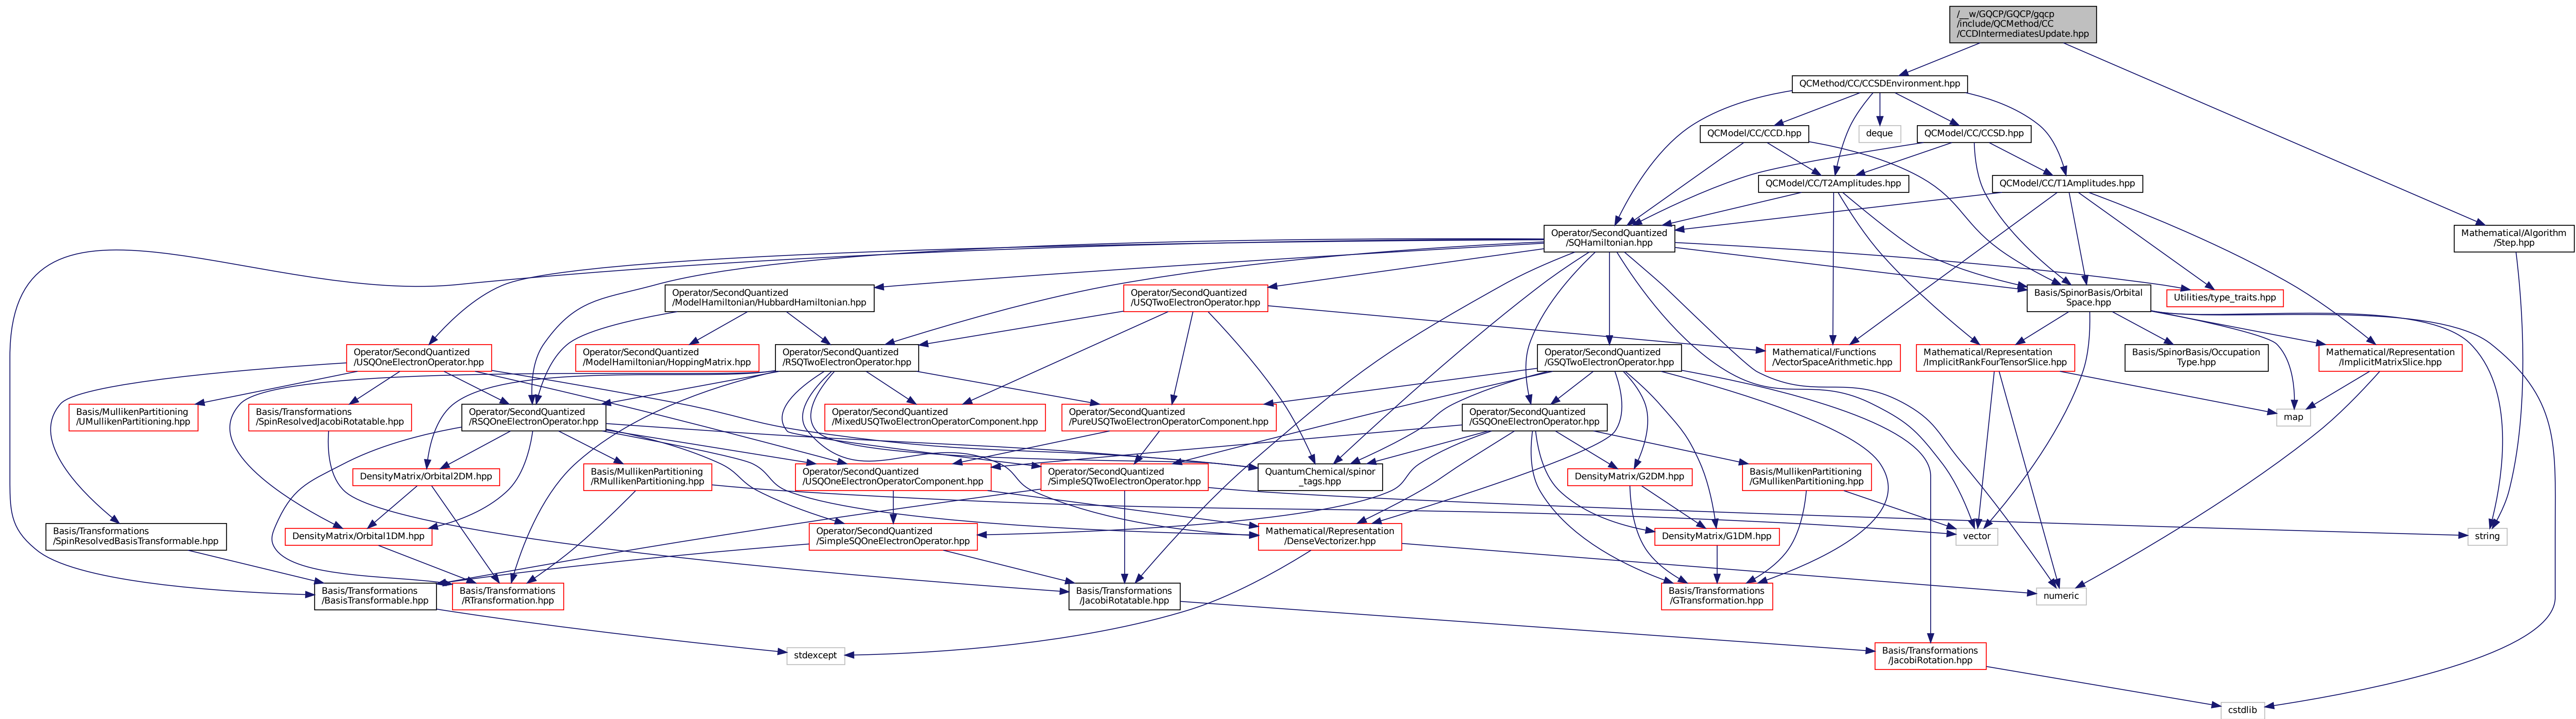 /__w/GQCP/GQCP/gqcp
/include/QCMethod/CC
/CCDIntermediatesUpdate.hpp
QCMethod/CC/CCSDEnvironment.hpp
QCModel/CC/CCD.hpp
deque
QCModel/CC/CCSD.hpp
QCModel/CC/T2Amplitudes.hpp
QCModel/CC/T1Amplitudes.hpp
Operator/SecondQuantized
/SQHamiltonian.hpp
Mathematical/Algorithm
/Step.hpp
Operator/SecondQuantized
/ModelHamiltonian/HubbardHamiltonian.hpp
Operator/SecondQuantized
/USQTwoElectronOperator.hpp
Basis/SpinorBasis/Orbital
Space.hpp
Utilities/type_traits.hpp
Operator/SecondQuantized
/USQOneElectronOperator.hpp
Operator/SecondQuantized
/ModelHamiltonian/HoppingMatrix.hpp
Operator/SecondQuantized
/RSQTwoElectronOperator.hpp
Mathematical/Functions
/VectorSpaceArithmetic.hpp
Operator/SecondQuantized
/GSQTwoElectronOperator.hpp
Mathematical/Representation
/ImplicitRankFourTensorSlice.hpp
Basis/SpinorBasis/Occupation
Type.hpp
Mathematical/Representation
/ImplicitMatrixSlice.hpp
Basis/MullikenPartitioning
/UMullikenPartitioning.hpp
Basis/Transformations
/SpinResolvedJacobiRotatable.hpp
Operator/SecondQuantized
/RSQOneElectronOperator.hpp
Operator/SecondQuantized
/MixedUSQTwoElectronOperatorComponent.hpp
Operator/SecondQuantized
/PureUSQTwoElectronOperatorComponent.hpp
Operator/SecondQuantized
/GSQOneElectronOperator.hpp
map
DensityMatrix/Orbital2DM.hpp
Basis/MullikenPartitioning
/RMullikenPartitioning.hpp
Operator/SecondQuantized
/USQOneElectronOperatorComponent.hpp
Operator/SecondQuantized
/SimpleSQTwoElectronOperator.hpp
QuantumChemical/spinor
_tags.hpp
DensityMatrix/G2DM.hpp
Basis/MullikenPartitioning
/GMullikenPartitioning.hpp
Basis/Transformations
/SpinResolvedBasisTransformable.hpp
DensityMatrix/Orbital1DM.hpp
Operator/SecondQuantized
/SimpleSQOneElectronOperator.hpp
Mathematical/Representation
/DenseVectorizer.hpp
DensityMatrix/G1DM.hpp
vector
string
Basis/Transformations
/BasisTransformable.hpp
Basis/Transformations
/RTransformation.hpp
Basis/Transformations
/JacobiRotatable.hpp
Basis/Transformations
/GTransformation.hpp
numeric
stdexcept
Basis/Transformations
/JacobiRotation.hpp
cstdlib